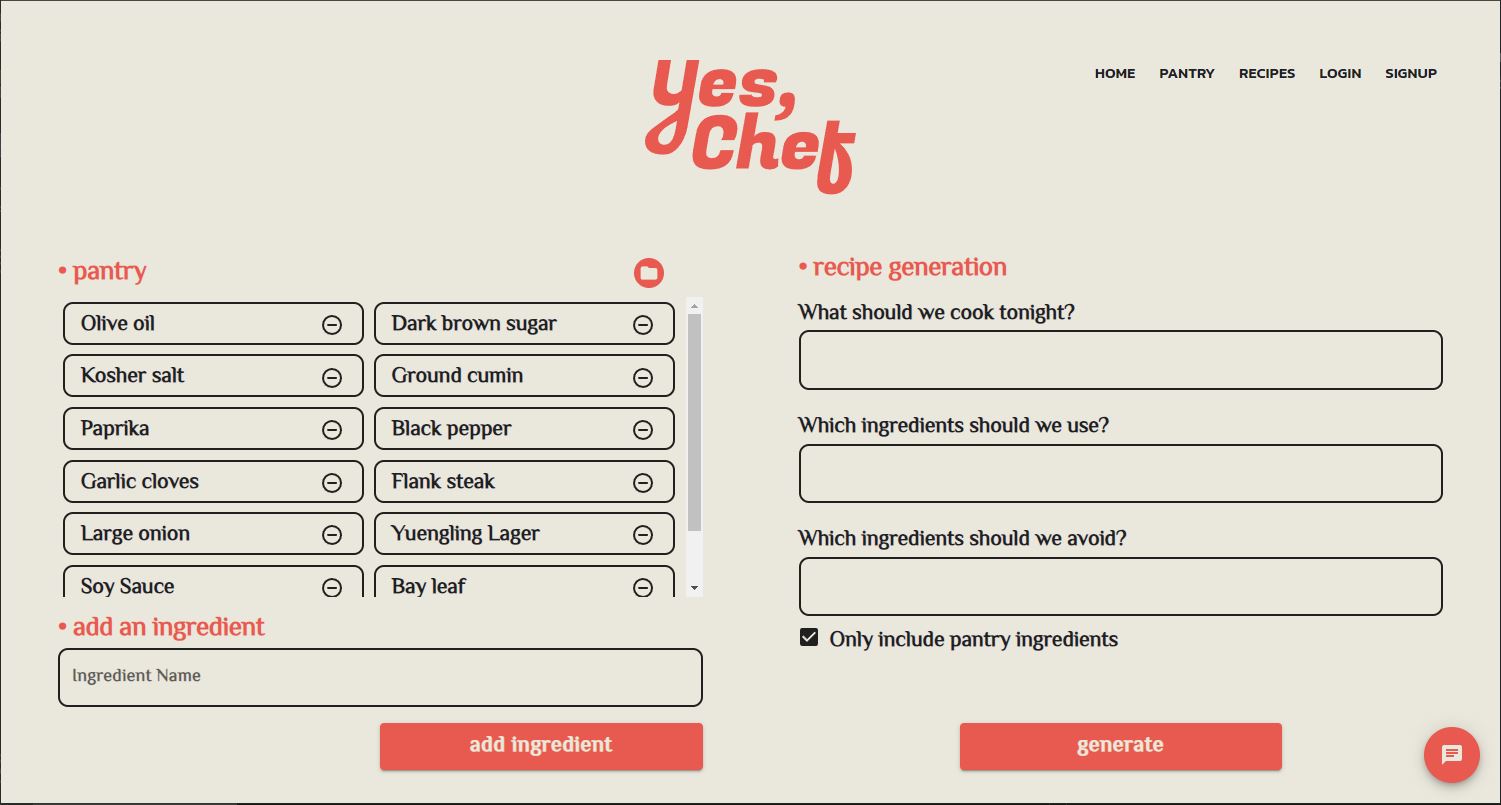 Yes,
Chef
HOME PANTRY RECIPES LOGIN SIGNUP
• pantry
Olive oil
Dark brown sugar
Kosher salt
Ground cumin
Paprika
Black pepper
Garlic cloves
Flank steak
Large onion
Yuengling Lager
Soy Sauce
Bay leaf
• add an ingredient
Ingredient Name
add ingredient
• recipe generation
What should we cook tonight?
Which ingredients should we use?
Which ingredients should we avoid?
Only include pantry ingredients
generate